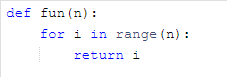 def fun(n):
    for i in range(n):
        return i